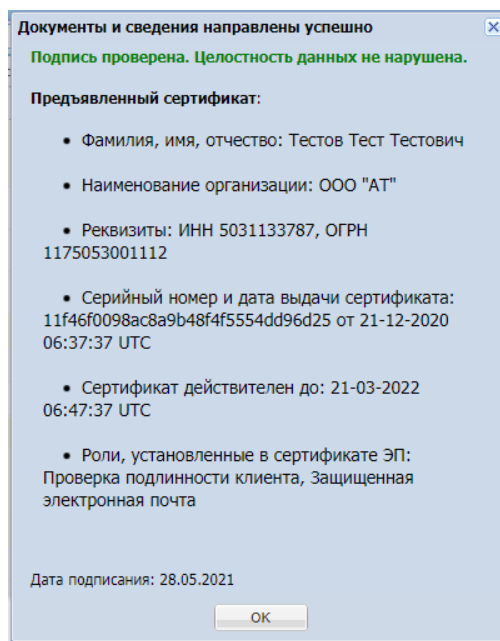 Документы и сведения направлены успешно
Подпись проверена. Целостность данных не нарушена.
Предъявленный сертификат:
• Фамилия, имя, отчество: Тестов Тест Тестович
• Наименование организации: ООО "АТ"
• Реквизиты: ИНН 5031133787, ОГРН
1175053001112
• Серийный номер и дата выдачи сертификата:
11f46f0098ac8a9b48f4f5554dd96d25 от 21-12-2020
06:37:37 UTC
• Сертификат действителен до: 21-03-2022
06:47:37 UTC
• Роли, установленные в сертификате ЭП:
Проверка подлинности клиента, Защищенная
электронная почта
Дата подписания: 28.05.2021
OK